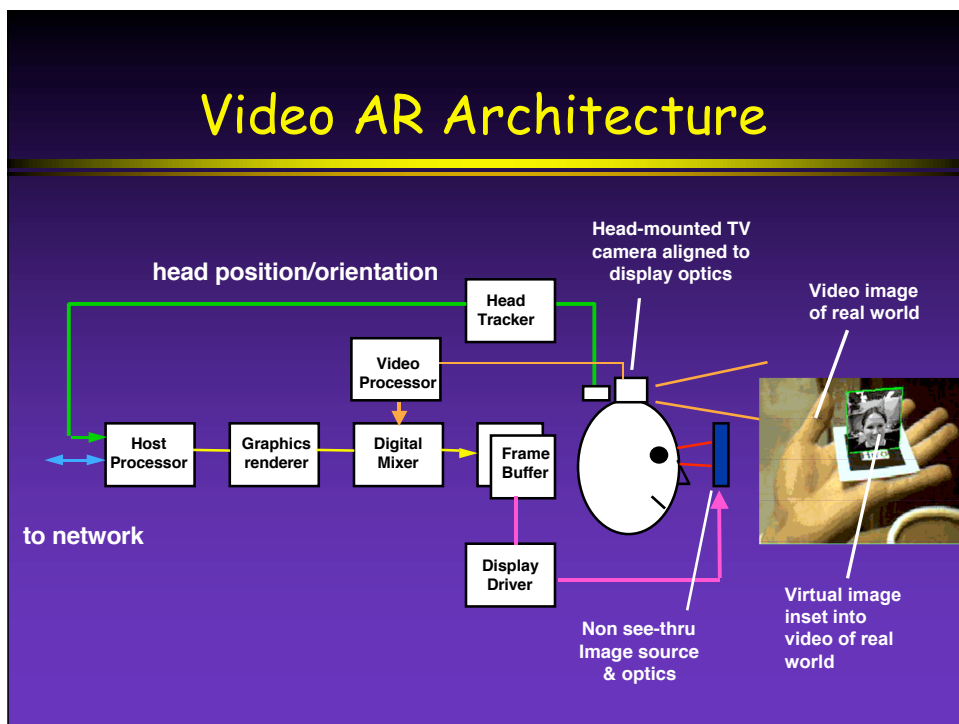 Video AR Architecture
Head-mounted TV
camera aligned to
display optics
head position/orientation
Head
Tracker
Video image
of real world
Video
Processor
Host
Processor
Graphics
renderer
Digital
Mixer
Frame
Buffer
to network
Display
Driver
Non see-thru
Image source
& optics
Virtual image
inset into
video of real
world